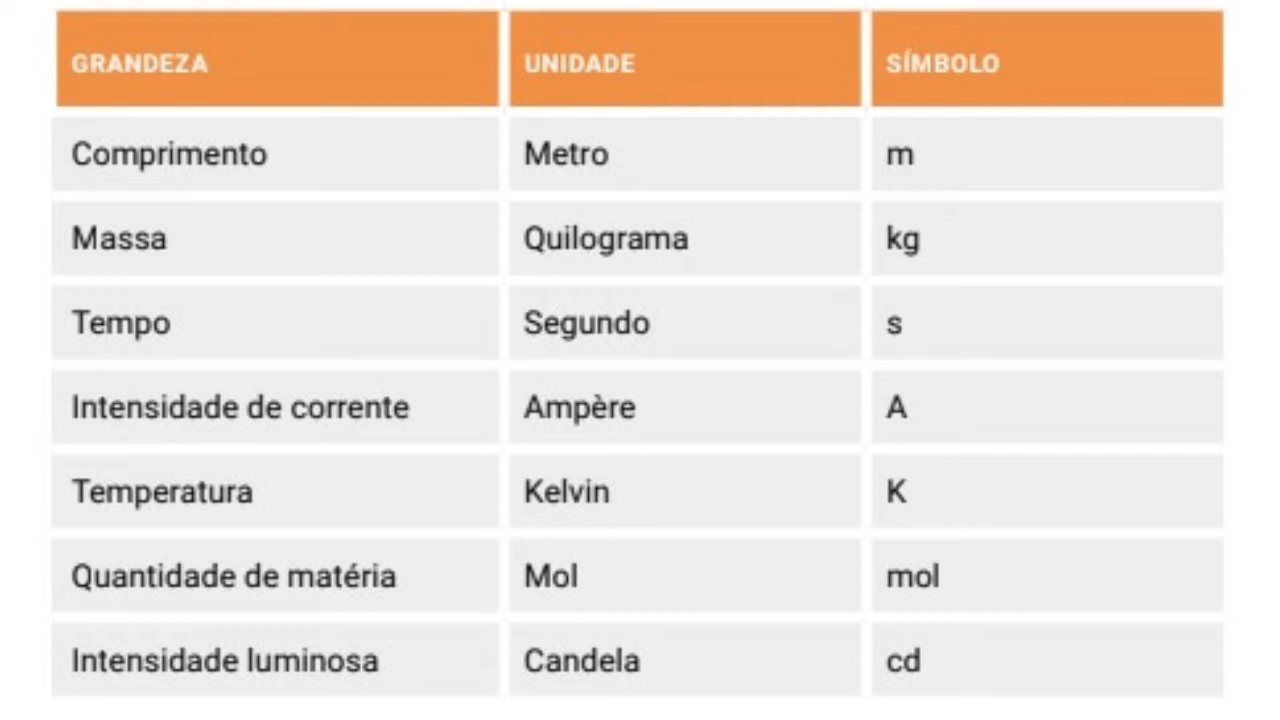 GRANDEZA UNIDADE SÍMBOLO
Comprimento Metro m
Massa Quilograma kg
Tempo Segundo s
Intensidade de corrente Ampère A
Temperatura Kelvin K
Quantidade de matéria Mol mol
Intensidade luminosa Candela cd